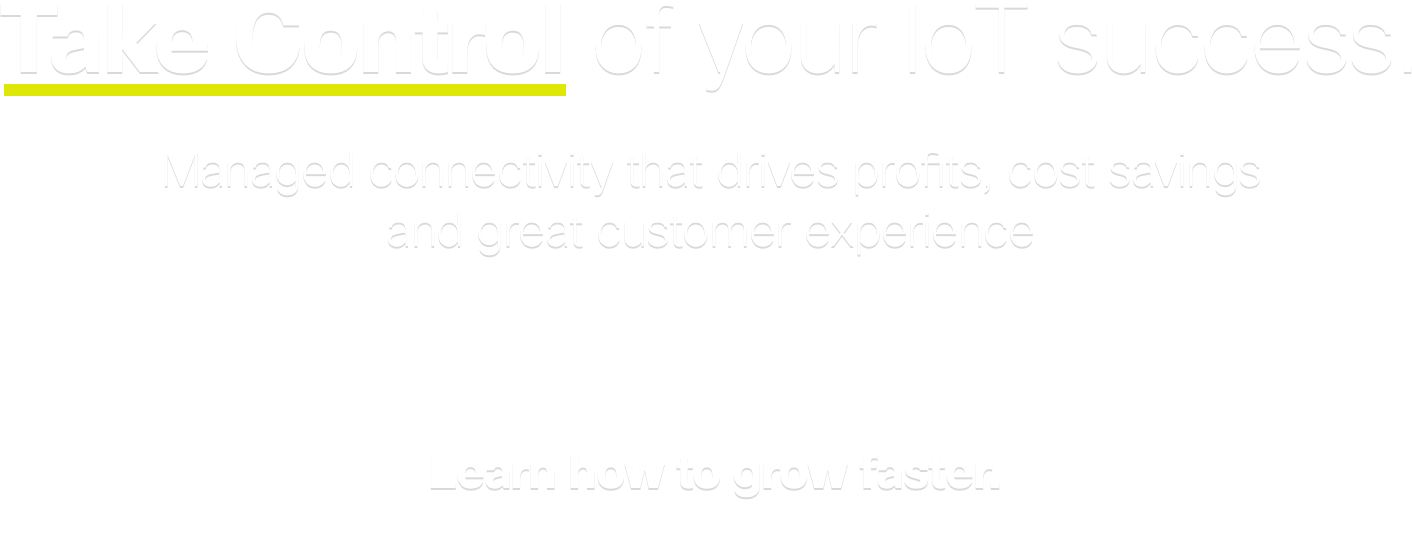 Take Control of your IoT success.
Managed connectivity that drives profits, cost savings
and great customer experience
Learn how to grow faster.